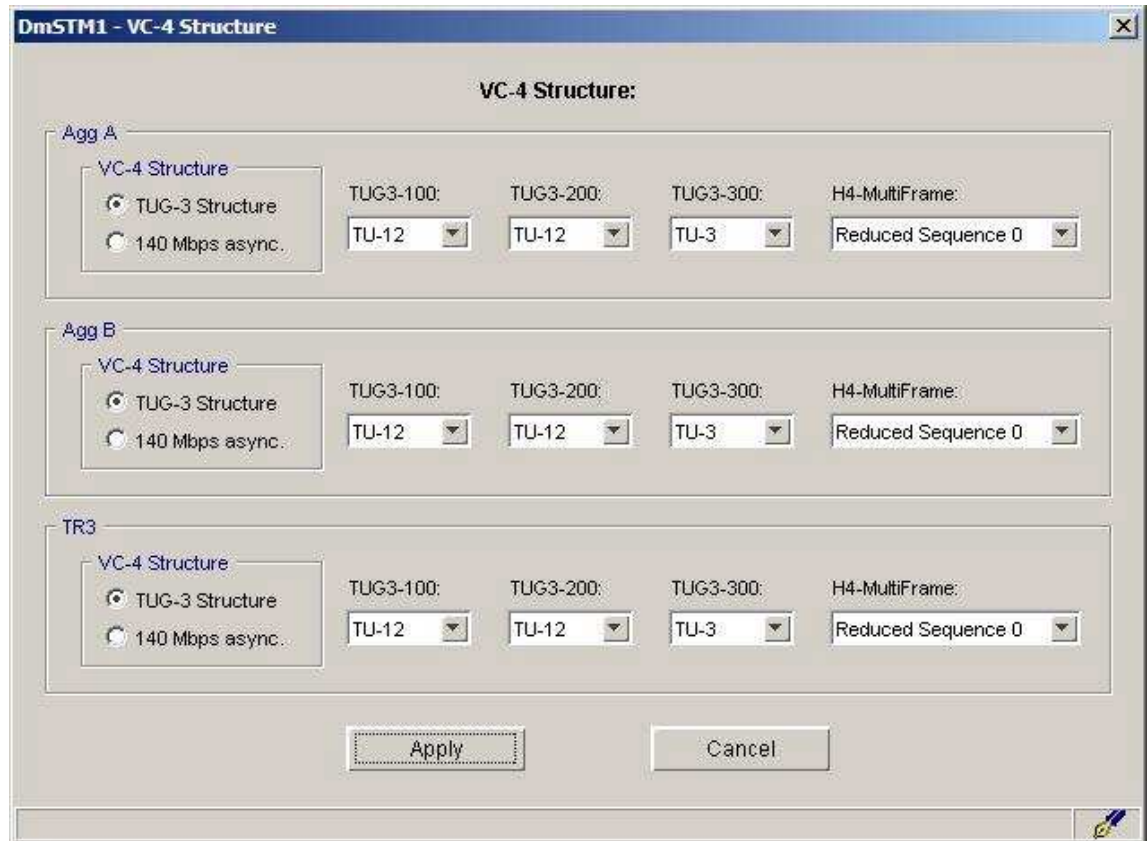 DmSTM1 - VC-4 Structure
VC-4 Structure:
Agg A
VC-4 Structure
TUG-3 Structure
140 Mbps async.
TUG3-100: TUG3-200: TUG3-300: H4-MultiFrame:
TU-12 TU-12 TU-3 Reduced Sequence 0
Agg B
VC-4 Structure
TUG-3 Structure
140 Mbps async.
TUG3-100: TUG3-200: TUG3-300: H4-MultiFrame:
TU-12 TU-12 TU-3 Reduced Sequence 0
TR3
VC-4 Structure
TUG-3 Structure
140 Mbps async.
TUG3-100: TUG3-200: TUG3-300: H4-MultiFrame:
TU-12 TU-12 TU-3 Reduced Sequence 0
Apply Cancel